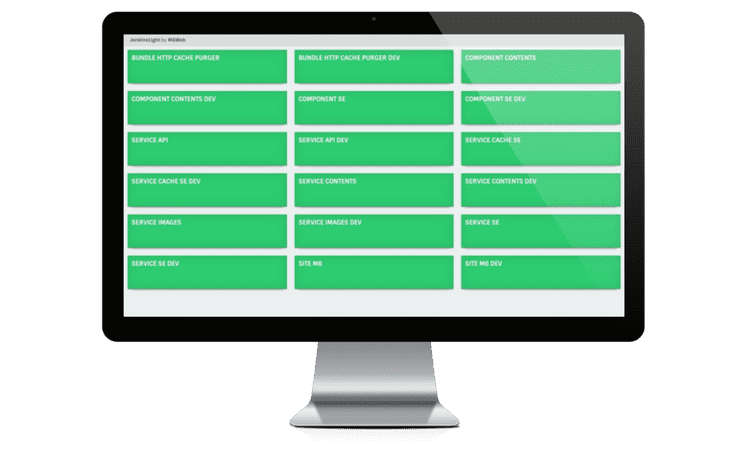 JenkinsLight by M6Web
BUNDLE HTTP CACHE PURGER
BUNDLE HTTP CACHE PURGER DEV
COMPONENT CONTENTS
COMPONENT CONTENTS DEV
COMPONENT SE
COMPONENT SE DEV
SERVICE API
SERVICE API DEV
SERVICE CACHE SE
SERVICE CACHE SE DEV
SERVICE CONTENTS
SERVICE CONTENTS DEV
SERVICE IMAGES
SERVICE IMAGES DEV
SERVICE SE
SERVICE SE DEV
SITE M6
SITE M6 DEV